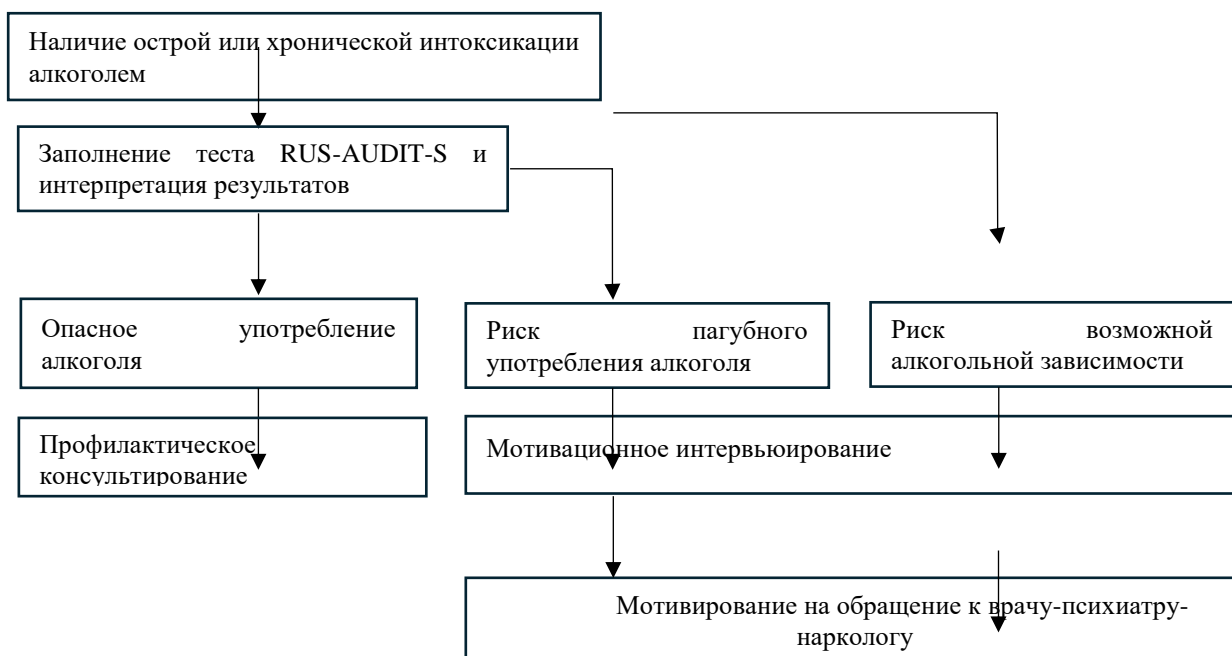 Наличие острой или хронической интоксикации
алкоголем
Заполнение теста RUS-AUDIT-S и
интерпретация результатов
Опасное употребление
алкоголя
Риск пагубного
употребления алкоголя
Риск возможной
алкогольной зависимости
Профилактическое
консультирование
Мотивационное интервьюирование
Мотивирование на обращение к врачу-психиатру-
наркологу